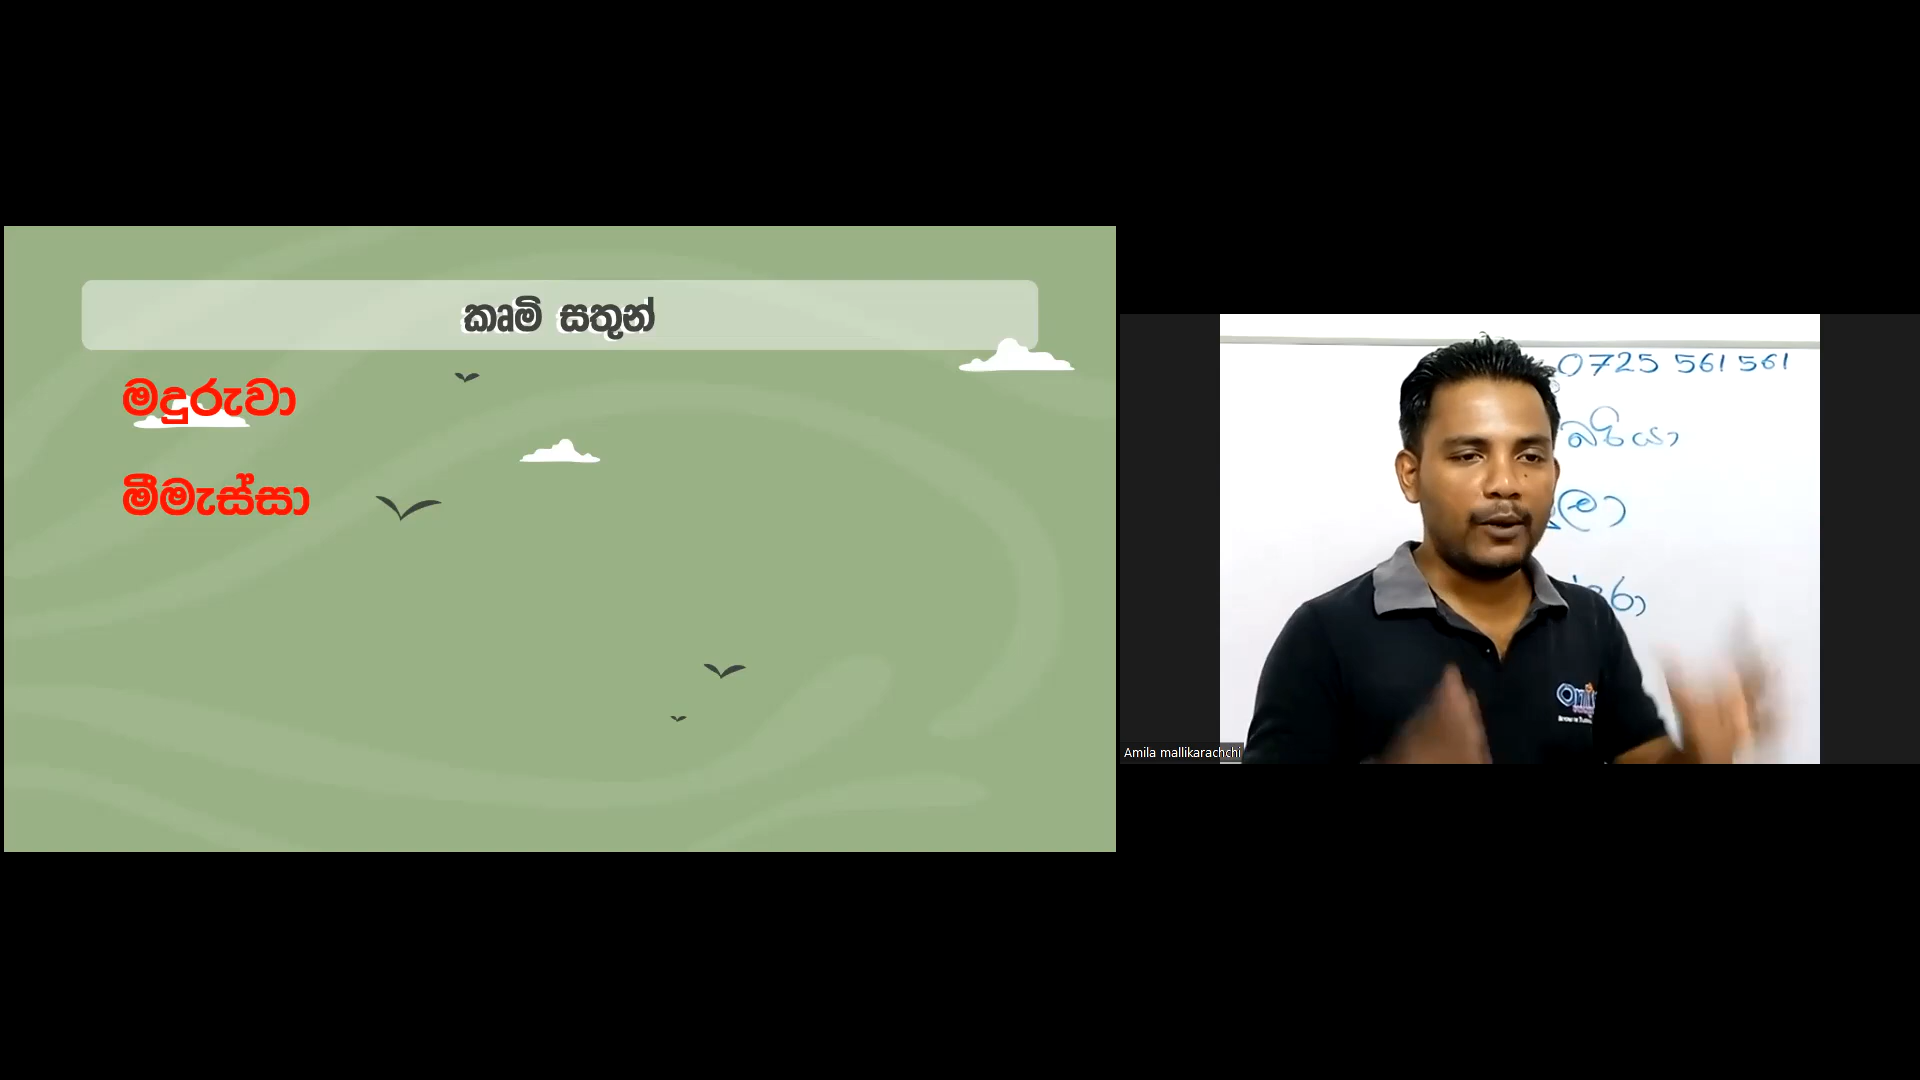 කෘමි සතුන්
මදුරුවා
මීමැස්සා
0725 561 561
Amila mallikarachchi